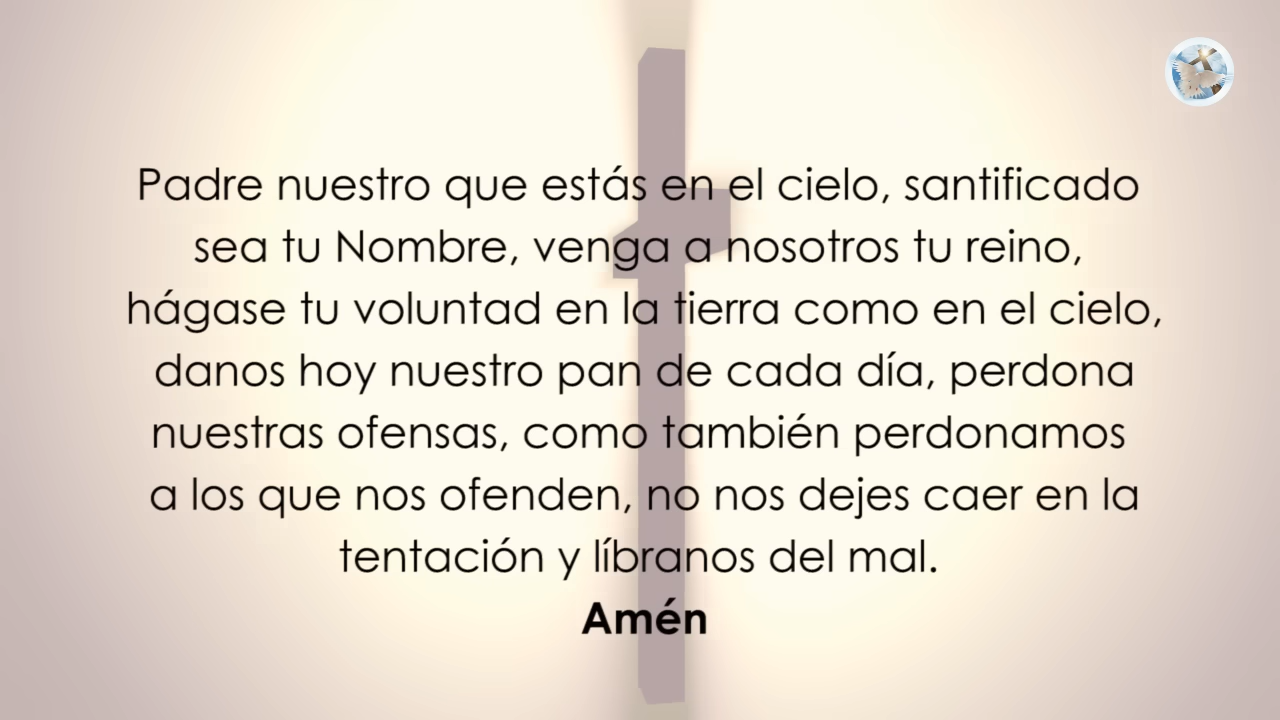 Padre nuestro que estás en el cielo, santificado
sea tu Nombre, venga a nosotros tu reino,
hágase tu voluntad en la tierra como en el cielo,
danos hoy nuestro pan de cada día, perdona
nuestras ofensas, como también perdonamos
a los que nos ofenden, no nos dejes caer en la
tentación y líbranos del mal.
Amén